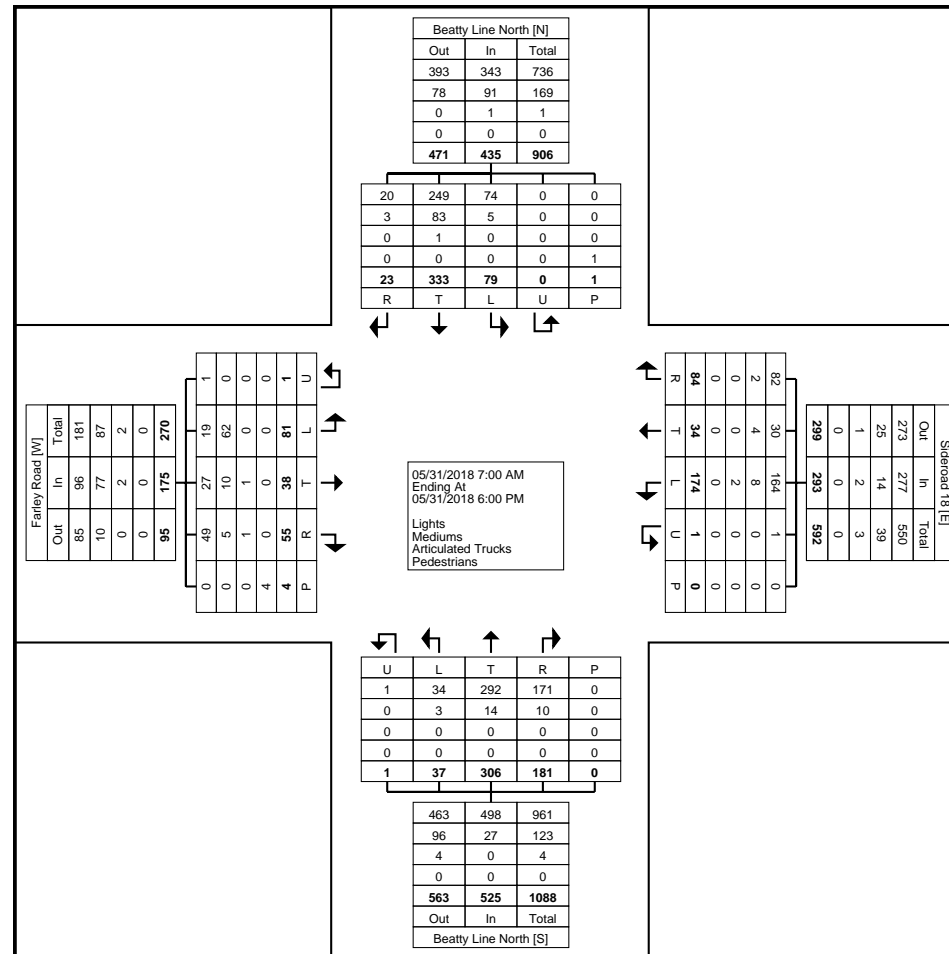 Beatty Line North [N]
Out In Total
393 343 736
78 91 169
0 1 1
0 0 0
471 435 906
20 249 74 0 0
3 83 5 0 0
0 1 0 0 0
0 0 0 0 1
23 333 79 0 1
R T L U P
Farley Road [W]
Out In Total
85 96 181
10 77 87
0 2 2
0 0 0
95 175 270
0 49 27 19 1
0 5 10 62 0
0 1 1 0 0
4 0 0 0 0
4 55 38 81 1
P R T L U
05/31/2018 7:00 AM
Ending At
05/31/2018 6:00 PM
Lights
Mediums
Articulated Trucks
Pedestrians
Sideroad 18 [E]
Out In Total
273 277 550
25 14 39
1 2 3
0 0 0
299 293 592
82 30 164 1 0
2 4 8 0 0
0 0 2 0 0
0 0 0 0 0
84 34 174 1 0
R T L U P
U L T R P
1 34 292 171 0
0 3 14 10 0
0 0 0 0 0
0 0 0 0 0
1 37 306 181 0
463 498 961
96 27 123
4 0 4
0 0 0
563 525 1088
Out In Total
Beatty Line North [S]